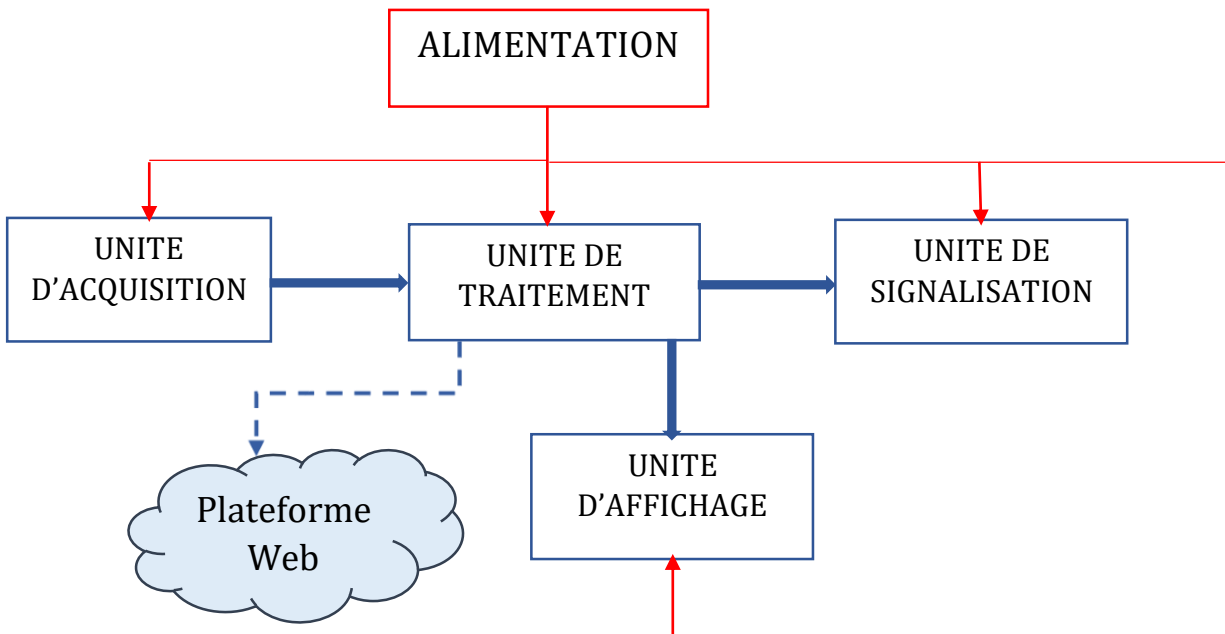 ALIMENTATION
UNITE
D’ACQUISITION
UNITE DE
TRAITEMENT
UNITE DE
SIGNALISATION
UNITE
D’AFFICHAGE
Plateforme
Web